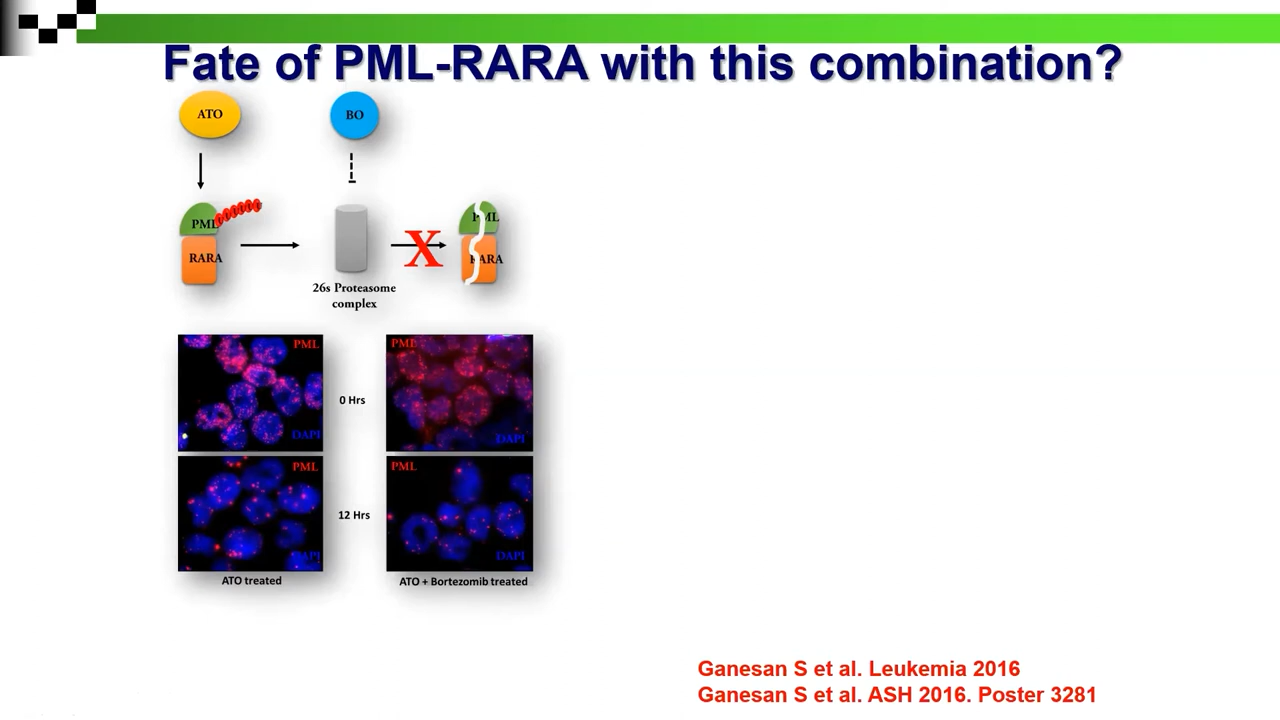 Fate of PML-RARA with this combination?
ATO
BO
PML
RARA
X
PML
RARA
26s Proteasome
complex
PML
DAPI
0 Hrs
PML
DAPI
PML
DAPI
12 Hrs
PML
DAPI
ATO treated
ATO + Bortezomib treated
Ganesan S et al. Leukemia 2016
Ganesan S et al. ASH 2016. Poster 3281